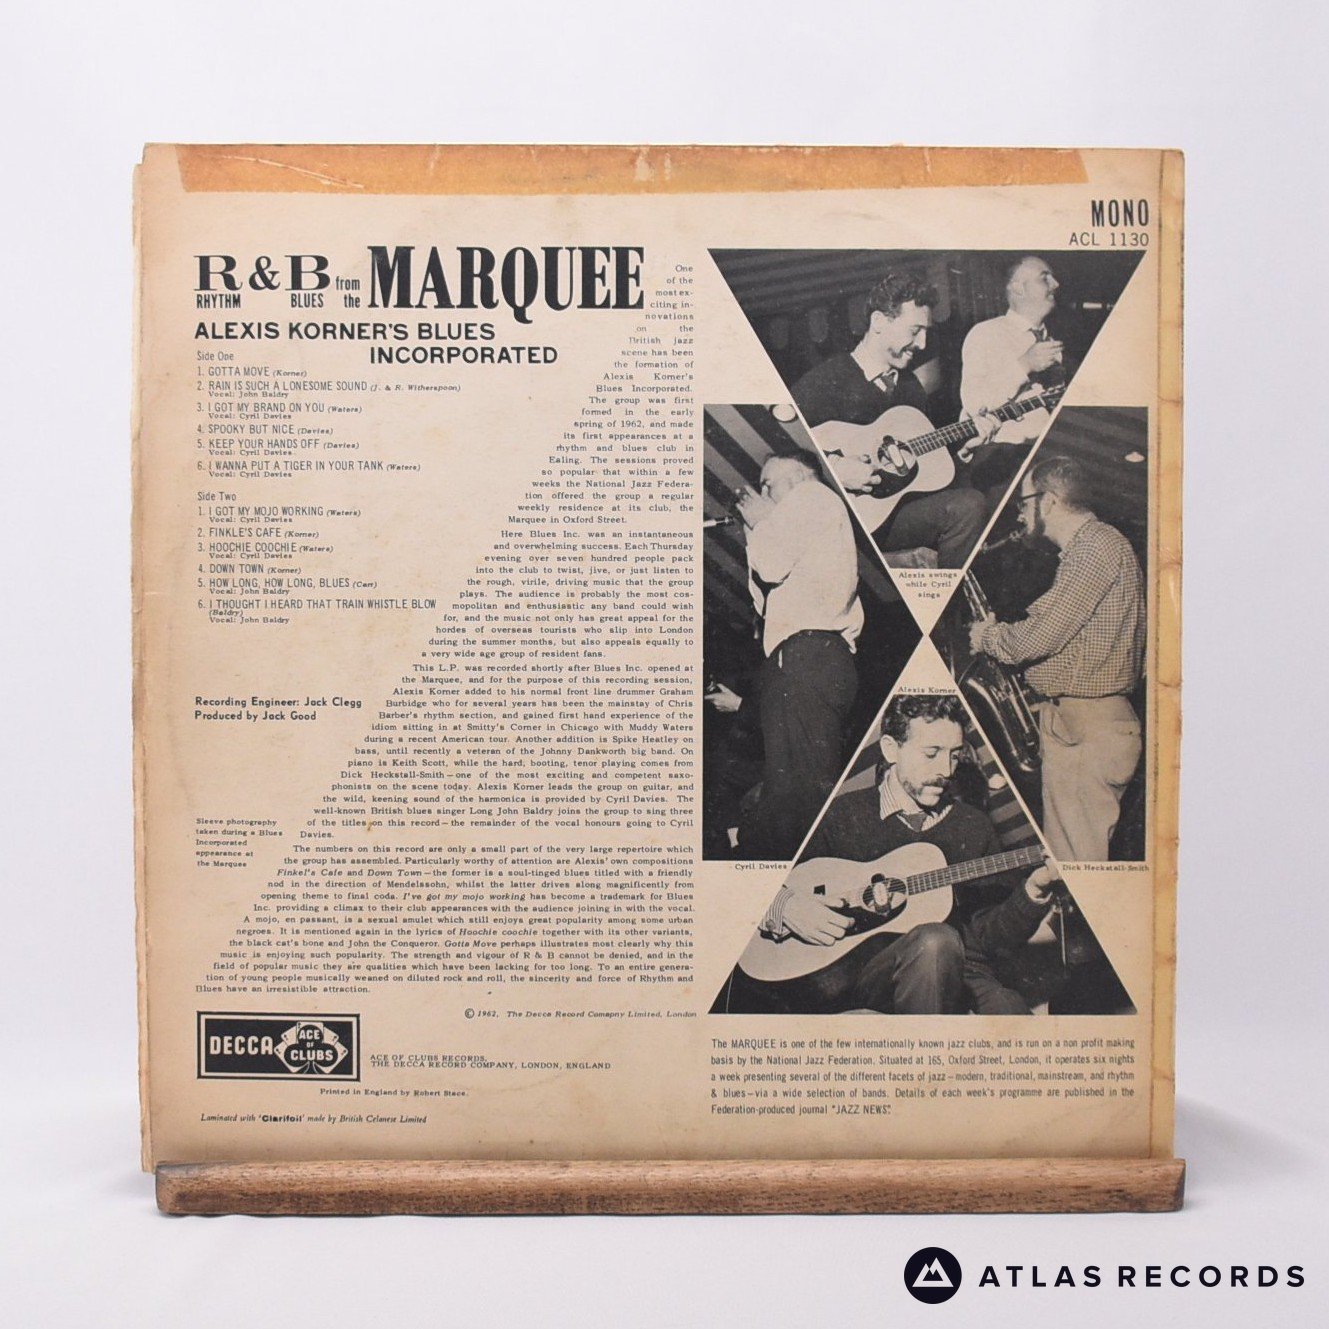 MONO
ACL 1130
R & B from MARQUEE
RHYTHM BLUES the
ALEXIS KORNER'S BLUES
INCORPORATED
Side One
1. GOTTA MOVE (Korner)
2. RAIN IS SUCH A LONESOME SOUND (J. & R. Witherspoon)
Vocal: John Baldry
3. I GOT MY BRAND ON YOU (Waters)
Vocal: Cyril Davies
4. SPOOKY BUT NICE (Davies)
5. KEEP YOUR HANDS OFF (Davies)
Vocal: Cyril Davies
6. I WANNA PUT A TIGER IN YOUR TANK (Waters)
Vocal: Cyril Davies
Side Two
1. I GOT MY MOJO WORKING (Waters)
Vocal: Cyril Davies
2. FINKLE'S CAFE (Korner)
3. HOOCHIE COOCHIE (Waters)
Vocal: Cyril Davies
4. DOWN TOWN (Korner)
5. HOW LONG, HOW LONG, BLUES (Carr)
Vocal: John Baldry
6. I THOUGHT I HEARD THAT TRAIN WHISTLE BLOW
(Baldry)
Vocal: John Baldry
Recording Engineer: Jack Clegg
Produced by Jack Good
Sleeve photography
taken during a Blues
Incorporated
appearance at
the Marquee
One
of the
most ex-
citing in-
novations
on the
British jazz
scene has been
the formation of
Alexis Korner's
Blues Incorporated.
The group was first
formed in the early
spring of 1962, and made
its first appearances at a
rhythm and blues club in
Ealing. The sessions proved
so popular that within a few
weeks the National Jazz Federa-
tion offered the group a regular
weekly residence at its club, the
Marquee in Oxford Street.
Here Blues Inc. was an instantaneous
and overwhelming success. Each Thursday
evening over seven hundred people pack
into the club to twist, jive, or just listen to
the rough, virile, driving music that the group
plays. The audience is probably the most cos-
mopolitan and enthusiastic any band could wish
for, and the music not only has great appeal for the
hordes of overseas tourists who slip into London
during the summer months, but also appeals equally to
a very wide age group of resident fans.
This L.P. was recorded shortly after Blues Inc. opened at
the Marquee, and for the purpose of this recording session,
Alexis Korner added to his normal front line drummer Graham
Burbidge who for several years has been the mainstay of Chris
Barber's rhythm section, and gained first hand experience of the
idiom sitting in at Smitty's Corner in Chicago with Muddy Waters
during a recent American tour. Another addition is Spike Heatley on
bass, until recently a veteran of the Johnny Dankworth big band. On
piano is Keith Scott, while the hard, booting, tenor playing comes from
Dick Heckstall-Smith—one of the most exciting and competent saxo-
phonists on the scene today. Alexis Korner leads the group on guitar, and
the wild, keening sound of the harmonica is provided by Cyril Davies. The
well-known British blues singer Long John Baldry joins the group to sing three
of the titles on this record—the remainder of the vocal honours going to Cyril
Davies.
The numbers on this record are only a small part of the very large repertoire which
the group has assembled. Particularly worthy of attention are Alexis' own compositions
Finkel's Cafe and Down Town—the former is a soul-tinged blues titled with a friendly
nod in the direction of Mendelssohn, whilst the latter drives along magnificently from
opening theme to final coda. I've got my mojo working has become a trademark for Blues
Inc. providing a climax to their club appearances with the audience joining in with the vocal.
A mojo, en passant, is a sexual amulet which still enjoys great popularity among some urban
negroes. It is mentioned again in the lyrics of Hoochie coochie together with its other variants,
the black cat's bone and John the Conqueror. Gotta Move perhaps illustrates most clearly why this
music is enjoying such popularity. The strength and vigour of R & B cannot be denied, and in the
field of popular music they are qualities which have been lacking for too long. To an entire genera-
tion of young people musically weaned on diluted rock and roll, the sincerity and force of Rhythm and
Blues have an irresistible attraction.
© 1962, The Decca Record Company Limited, London
Alexis swings
while Cyril
sings
Alexis Korner
Cyril Davies
Dick Heckstall-Smith
DECCA ACE OF CLUBS
ACE OF CLUBS RECORDS,
THE DECCA RECORD COMPANY, LONDON, ENGLAND
Printed in England by Robert Stace.
Laminated with 'Clarifoil' made by British Celanese Limited
The MARQUEE is one of the few internationally known jazz clubs, and is run on a non profit making
basis by the National Jazz Federation. Situated at 165, Oxford Street, London, it operates six nights
a week presenting several of the different facets of jazz—modern, traditional, mainstream, and rhythm
& blues—via a wide selection of bands. Details of each week's programme are published in the
Federation-produced journal "JAZZ NEWS".
ATLAS RECORDS